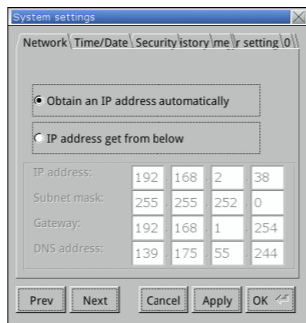 System settings
Network Time/Date Security istory me r setting 0
Obtain an IP address automatically
IP address get from below
IP address: 192 . 168 . 2 . 38
Subnet mask: 255 . 255 . 252 . 0
Gateway: 192 . 168 . 1 . 254
DNS address: 139 . 175 . 55 . 244
Prev Next Cancel Apply OK